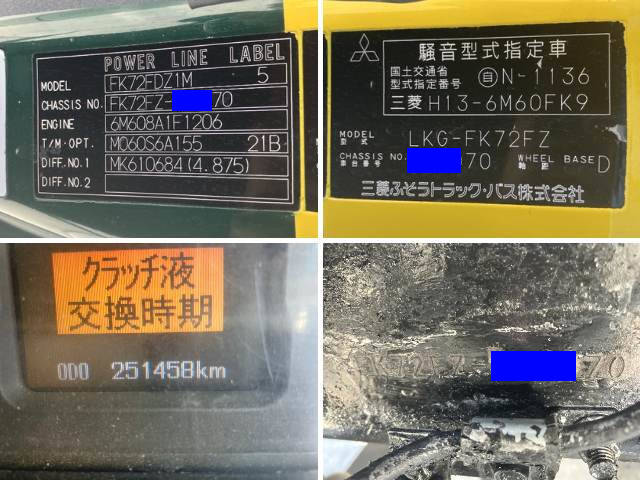 POWER LINE LABEL
MODEL FK72FDZ1M 5
CHASSIS NO. FK72FZ- 70
ENGINE 6M608A1F1206
T/M・OPT. M060S6A155 21B
DIFF.NO.1 MK610684(4.875)
DIFF.NO.2
騒音型式指定車
国土交通省
型式指定番号 自N-1136
三菱 H13-6M60FK9
MODEL
型式 LKG-FK72FZ
CHASSIS NO. 70 WHEEL BASE D
車台番号 軸距
三菱ふそうトラック・バス株式会社
クラッチ液
交換時期
ODO 251458km
FK72FZ- 70